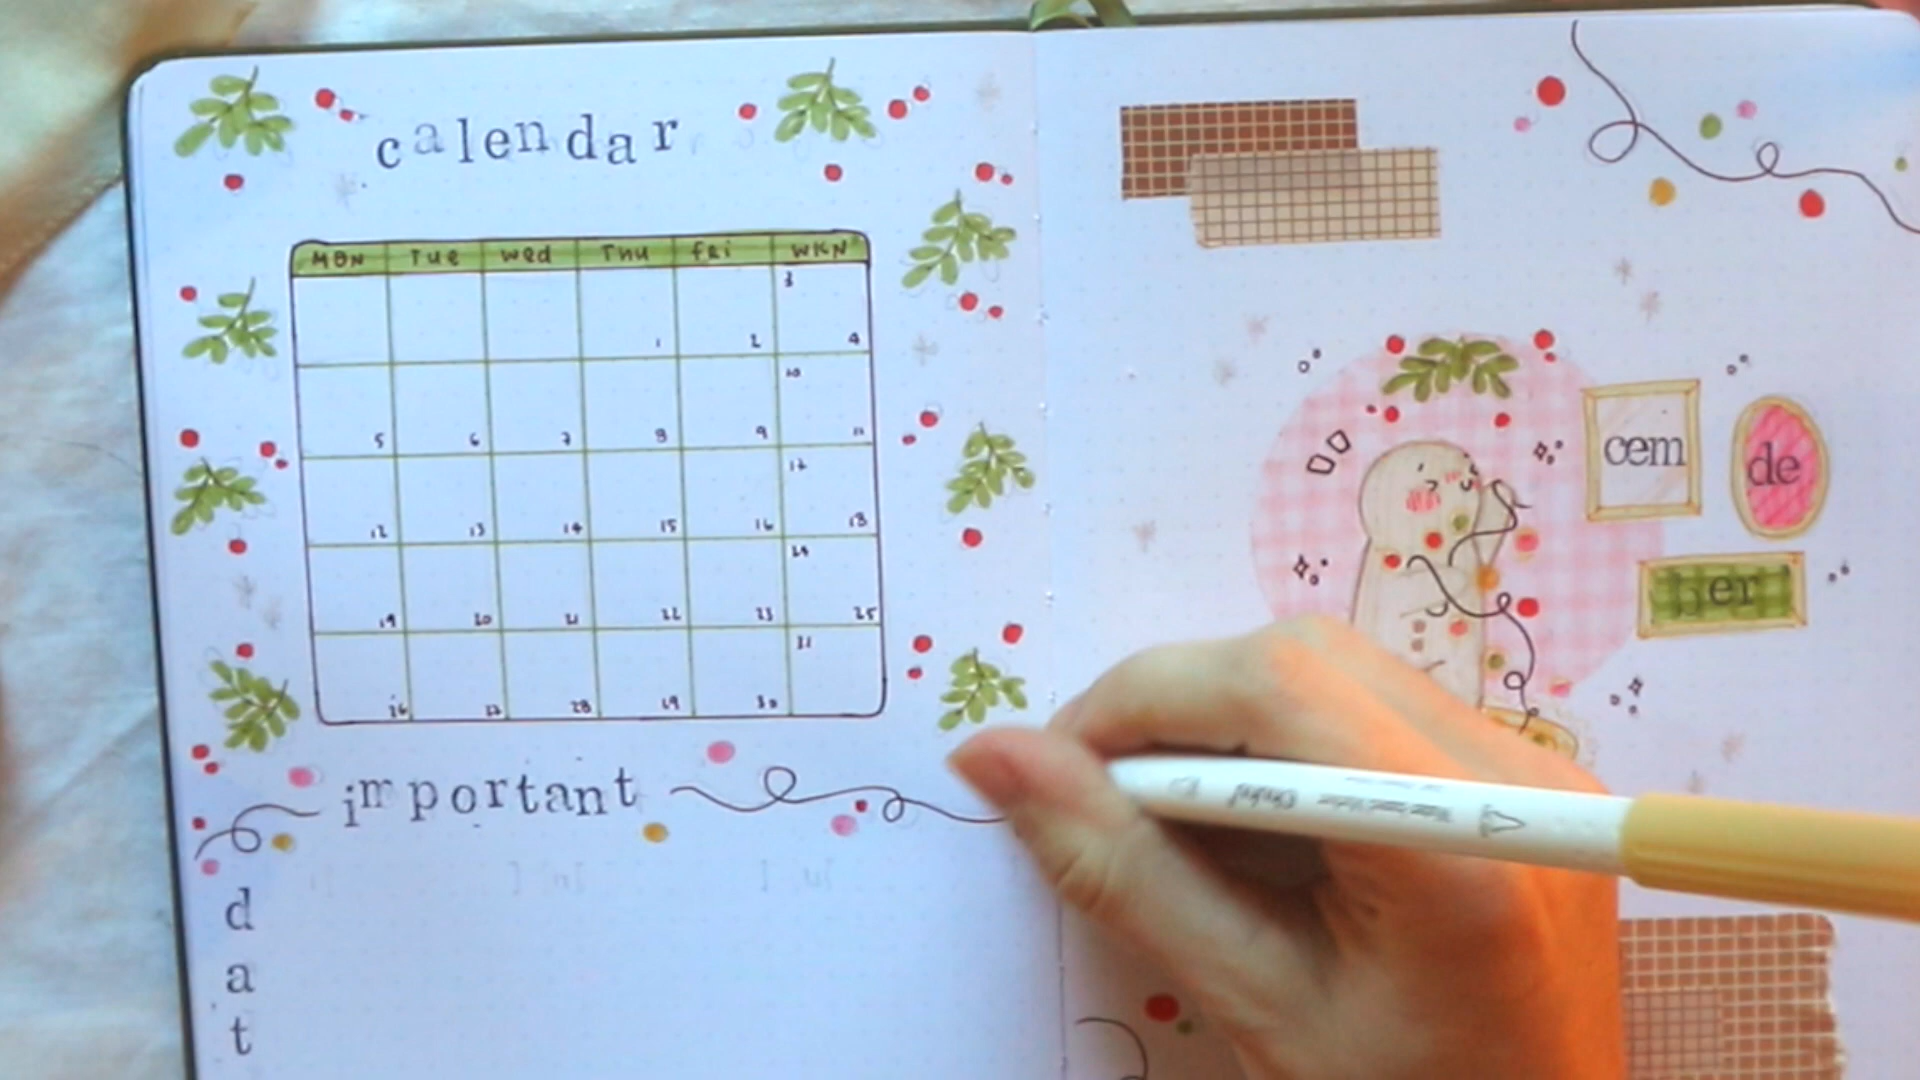 calendar
MON Tue wed Thu fri WKN
3
1 2 4
10
5 6 7 8 9 11
17
12 13 14 15 16 18
24
19 20 21 22 23 25
31
26 27 28 29 30
important
d
a
t
cem
de
ber